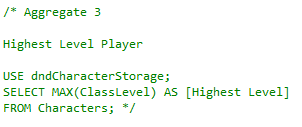 /* Aggregate 3
Highest Level Player
USE dndCharacterStorage;
SELECT MAX(ClassLevel) AS [Highest Level]
FROM Characters; */